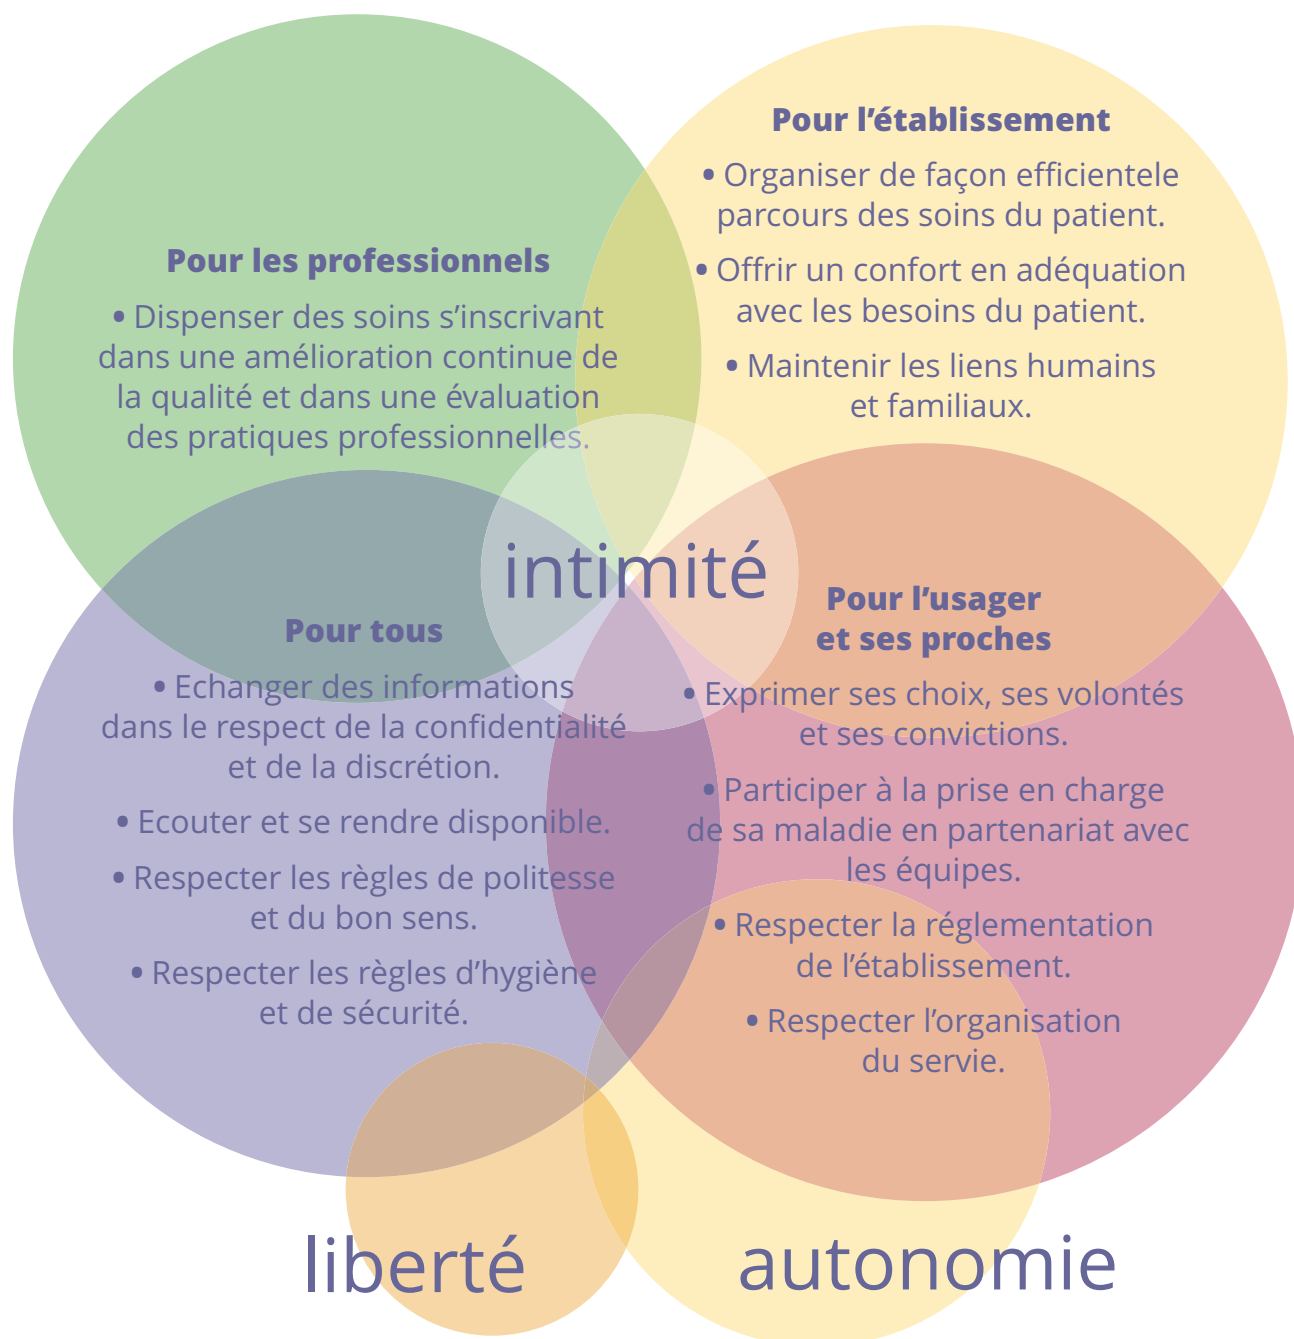 Pour les professionnels
• Dispenser des soins s’inscrivant
dans une amélioration continue de
la qualité et dans une évaluation
des pratiques professionnelles.
Pour l’établissement
• Organiser de façon efficientele
parcours des soins du patient.
• Offrir un confort en adéquation
avec les besoins du patient.
• Maintenir les liens humains
et familiaux.
intimité
Pour tous
• Echanger des informations
dans le respect de la confidentialité
et de la discrétion.
• Ecouter et se rendre disponible.
• Respecter les règles de politesse
et du bon sens.
• Respecter les règles d’hygiène
et de sécurité.
Pour l’usager
et ses proches
• Exprimer ses choix, ses volontés
et ses convictions.
• Participer à la prise en charge
de sa maladie en partenariat avec
les équipes.
• Respecter la réglementation
de l’établissement.
• Respecter l’organisation
du servie.
liberté
autonomie